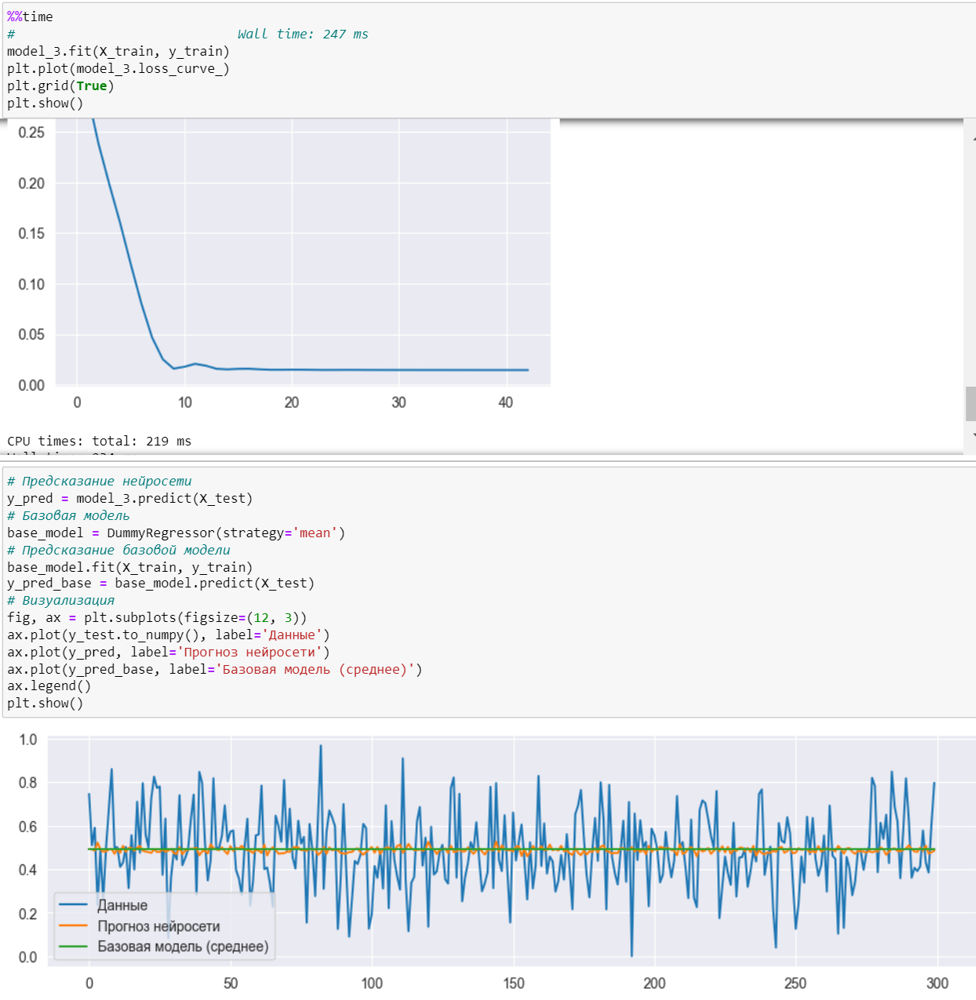 %%time
# Wall time: 247 ms
model_3.fit(X_train, y_train)
plt.plot(model_3.loss_curve_)
plt.grid(True)
plt.show()
0.25
0.20
0.15
0.10
0.05
0.00
0 10 20 30 40
CPU times: total: 219 ms
# Предсказание нейросети
y_pred = model_3.predict(X_test)
# Базовая модель
base_model = DummyRegressor(strategy='mean')
# Предсказание базовой модели
base_model.fit(X_train, y_train)
y_pred_base = base_model.predict(X_test)
# Визуализация
fig, ax = plt.subplots(figsize=(12, 3))
ax.plot(y_test.to_numpy(), label='Данные')
ax.plot(y_pred, label='Прогноз нейросети')
ax.plot(y_pred_base, label='Базовая модель (среднее)')
ax.legend()
plt.show()
1.0
0.8
0.6
0.4
0.2
0.0
Данные
Прогноз нейросети
Базовая модель (среднее)
0 50 100 150 200 250 300